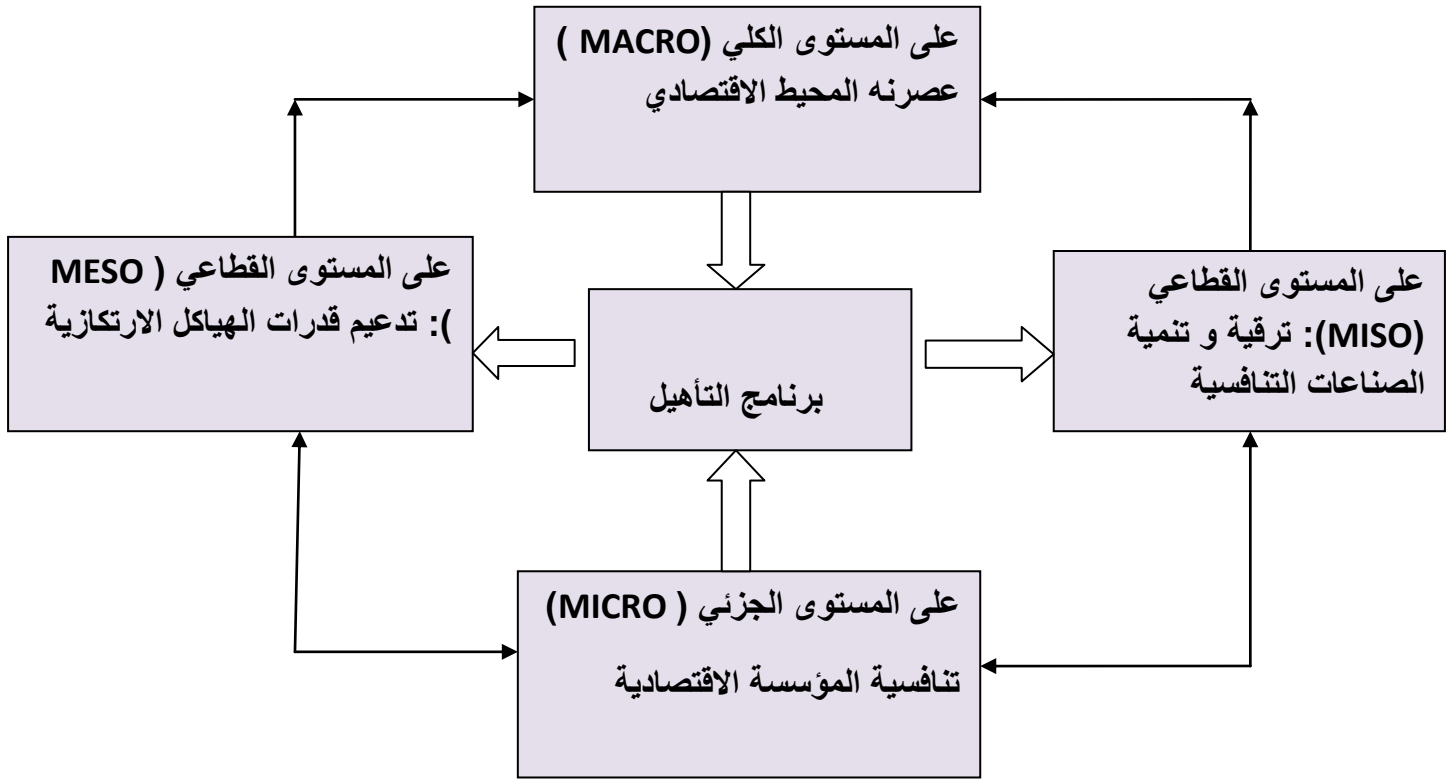 على المستوى الكلي (MACRO )
عصرنه المحيط الاقتصادي
على المستوى القطاعي
(MISO): ترقية و تنمية
الصناعات التنافسية
على المستوى القطاعي ( MESO
): تدعيم قدرات الهياكل الارتكازية
برنامج التأهيل
على المستوى الجزئي ( MICRO)
تنافسية المؤسسة الاقتصادية